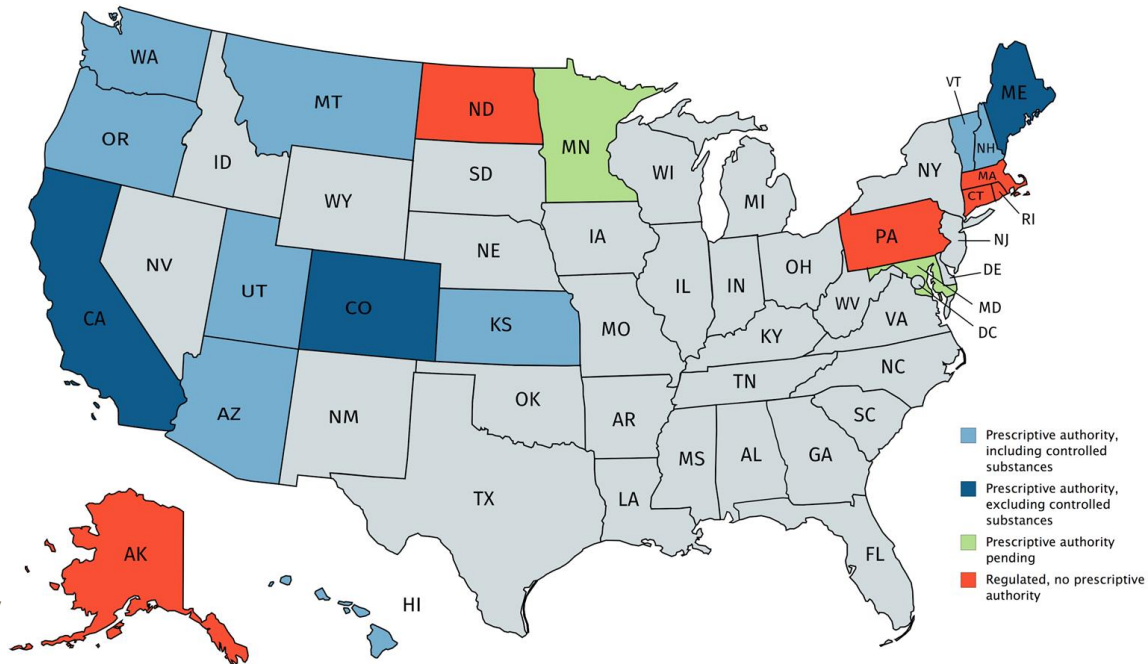 WA
MT
ND
MN
OR
ID
SD
WI
MI
NY
VT
NH
ME
MA
CT
RI
WY
NE
IA
PA
NJ
NV
UT
CO
KS
IL
IN
OH
DE
MD
DC
WV
VA
CA
MO
KY
NC
AZ
NM
OK
AR
TN
SC
MS
AL
GA
TX
LA
FL
AK
HI
Prescriptive authority,
including controlled
substances
Prescriptive authority,
excluding controlled
substances
Prescriptive authority
pending
Regulated, no prescriptive
authority